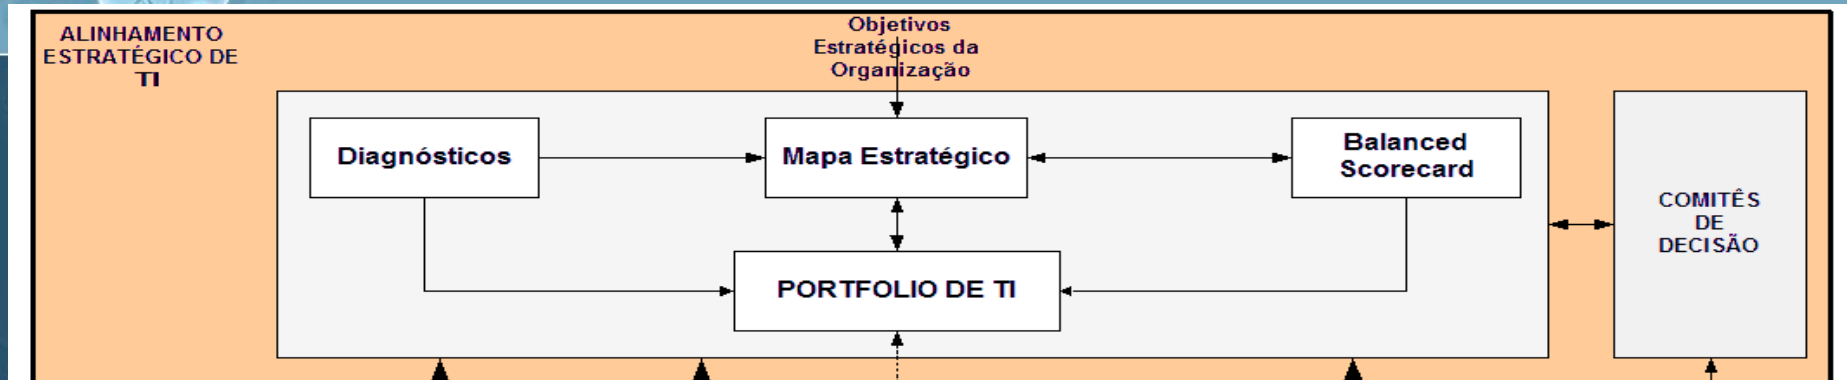 ALINHAMENTO
ESTRATÉGICO DE
TI
Objetivos
Estratégicos da
Organização
Diagnósticos
Mapa Estratégico
Balanced
Scorecard
COMITÊS
DE
DECISÃO
PORTFOLIO DE TI